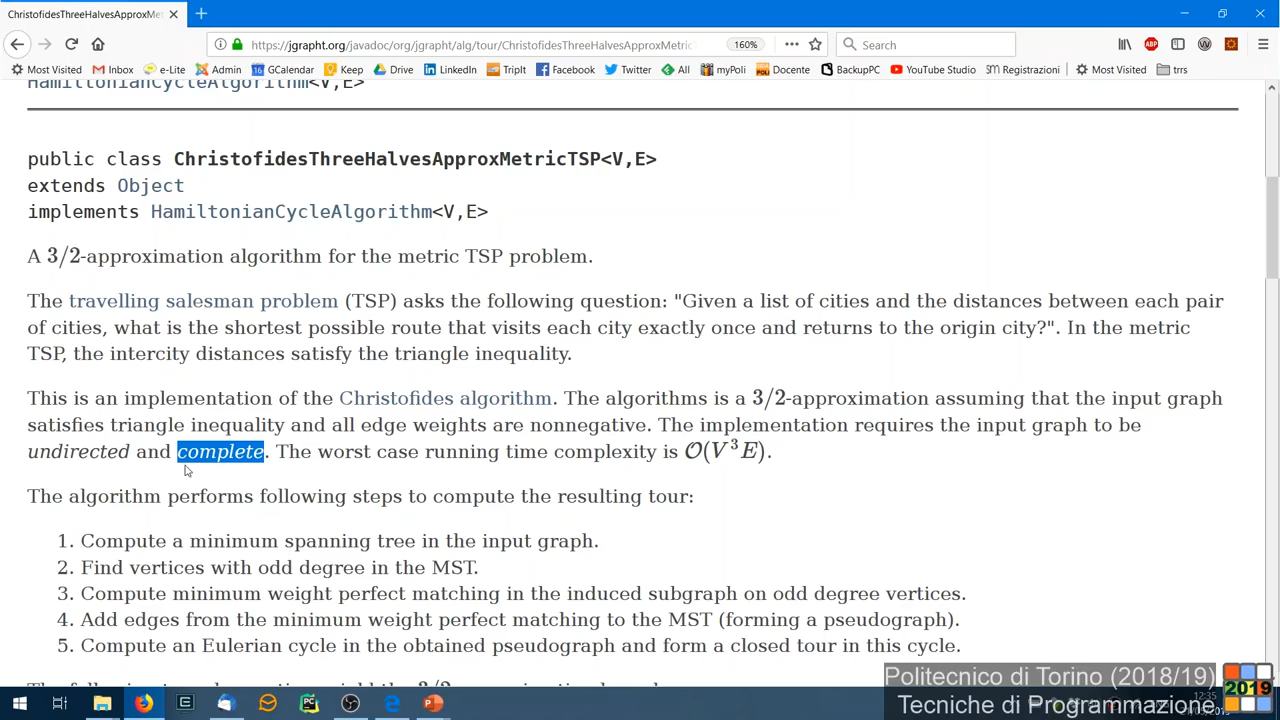 ChristofidesThreeHalvesApproxMet
https://jgrapht.org/javadoc/org/jgrapht/alg/tour/ChristofidesThreeHalvesApproxMetric
160%
Search
Most Visited Inbox e-Lite Admin GCalendar Keep Drive LinkedIn TripIt Facebook Twitter All myPoli Docente BackupPC YouTube Studio Registrazioni Most Visited trrs
HamiltonianCycleAlgorithm<V,E>
public class ChristofidesThreeHalvesApproxMetricTSP<V,E>
extends Object
implements HamiltonianCycleAlgorithm<V,E>
A 3/2-approximation algorithm for the metric TSP problem.
The travelling salesman problem (TSP) asks the following question: "Given a list of cities and the distances between each pair
of cities, what is the shortest possible route that visits each city exactly once and returns to the origin city?". In the metric
TSP, the intercity distances satisfy the triangle inequality.
This is an implementation of the Christofides algorithm. The algorithms is a 3/2-approximation assuming that the input graph
satisfies triangle inequality and all edge weights are nonnegative. The implementation requires the input graph to be
undirected and complete. The worst case running time complexity is O(V³E).
The algorithm performs following steps to compute the resulting tour:
1. Compute a minimum spanning tree in the input graph.
2. Find vertices with odd degree in the MST.
3. Compute minimum weight perfect matching in the induced subgraph on odd degree vertices.
4. Add edges from the minimum weight perfect matching to the MST (forming a pseudograph).
5. Compute an Eulerian cycle in the obtained pseudograph and form a closed tour in this cycle.
Politecnico di Torino (2018/19)
Tecniche di Programmazione
2019
12:35